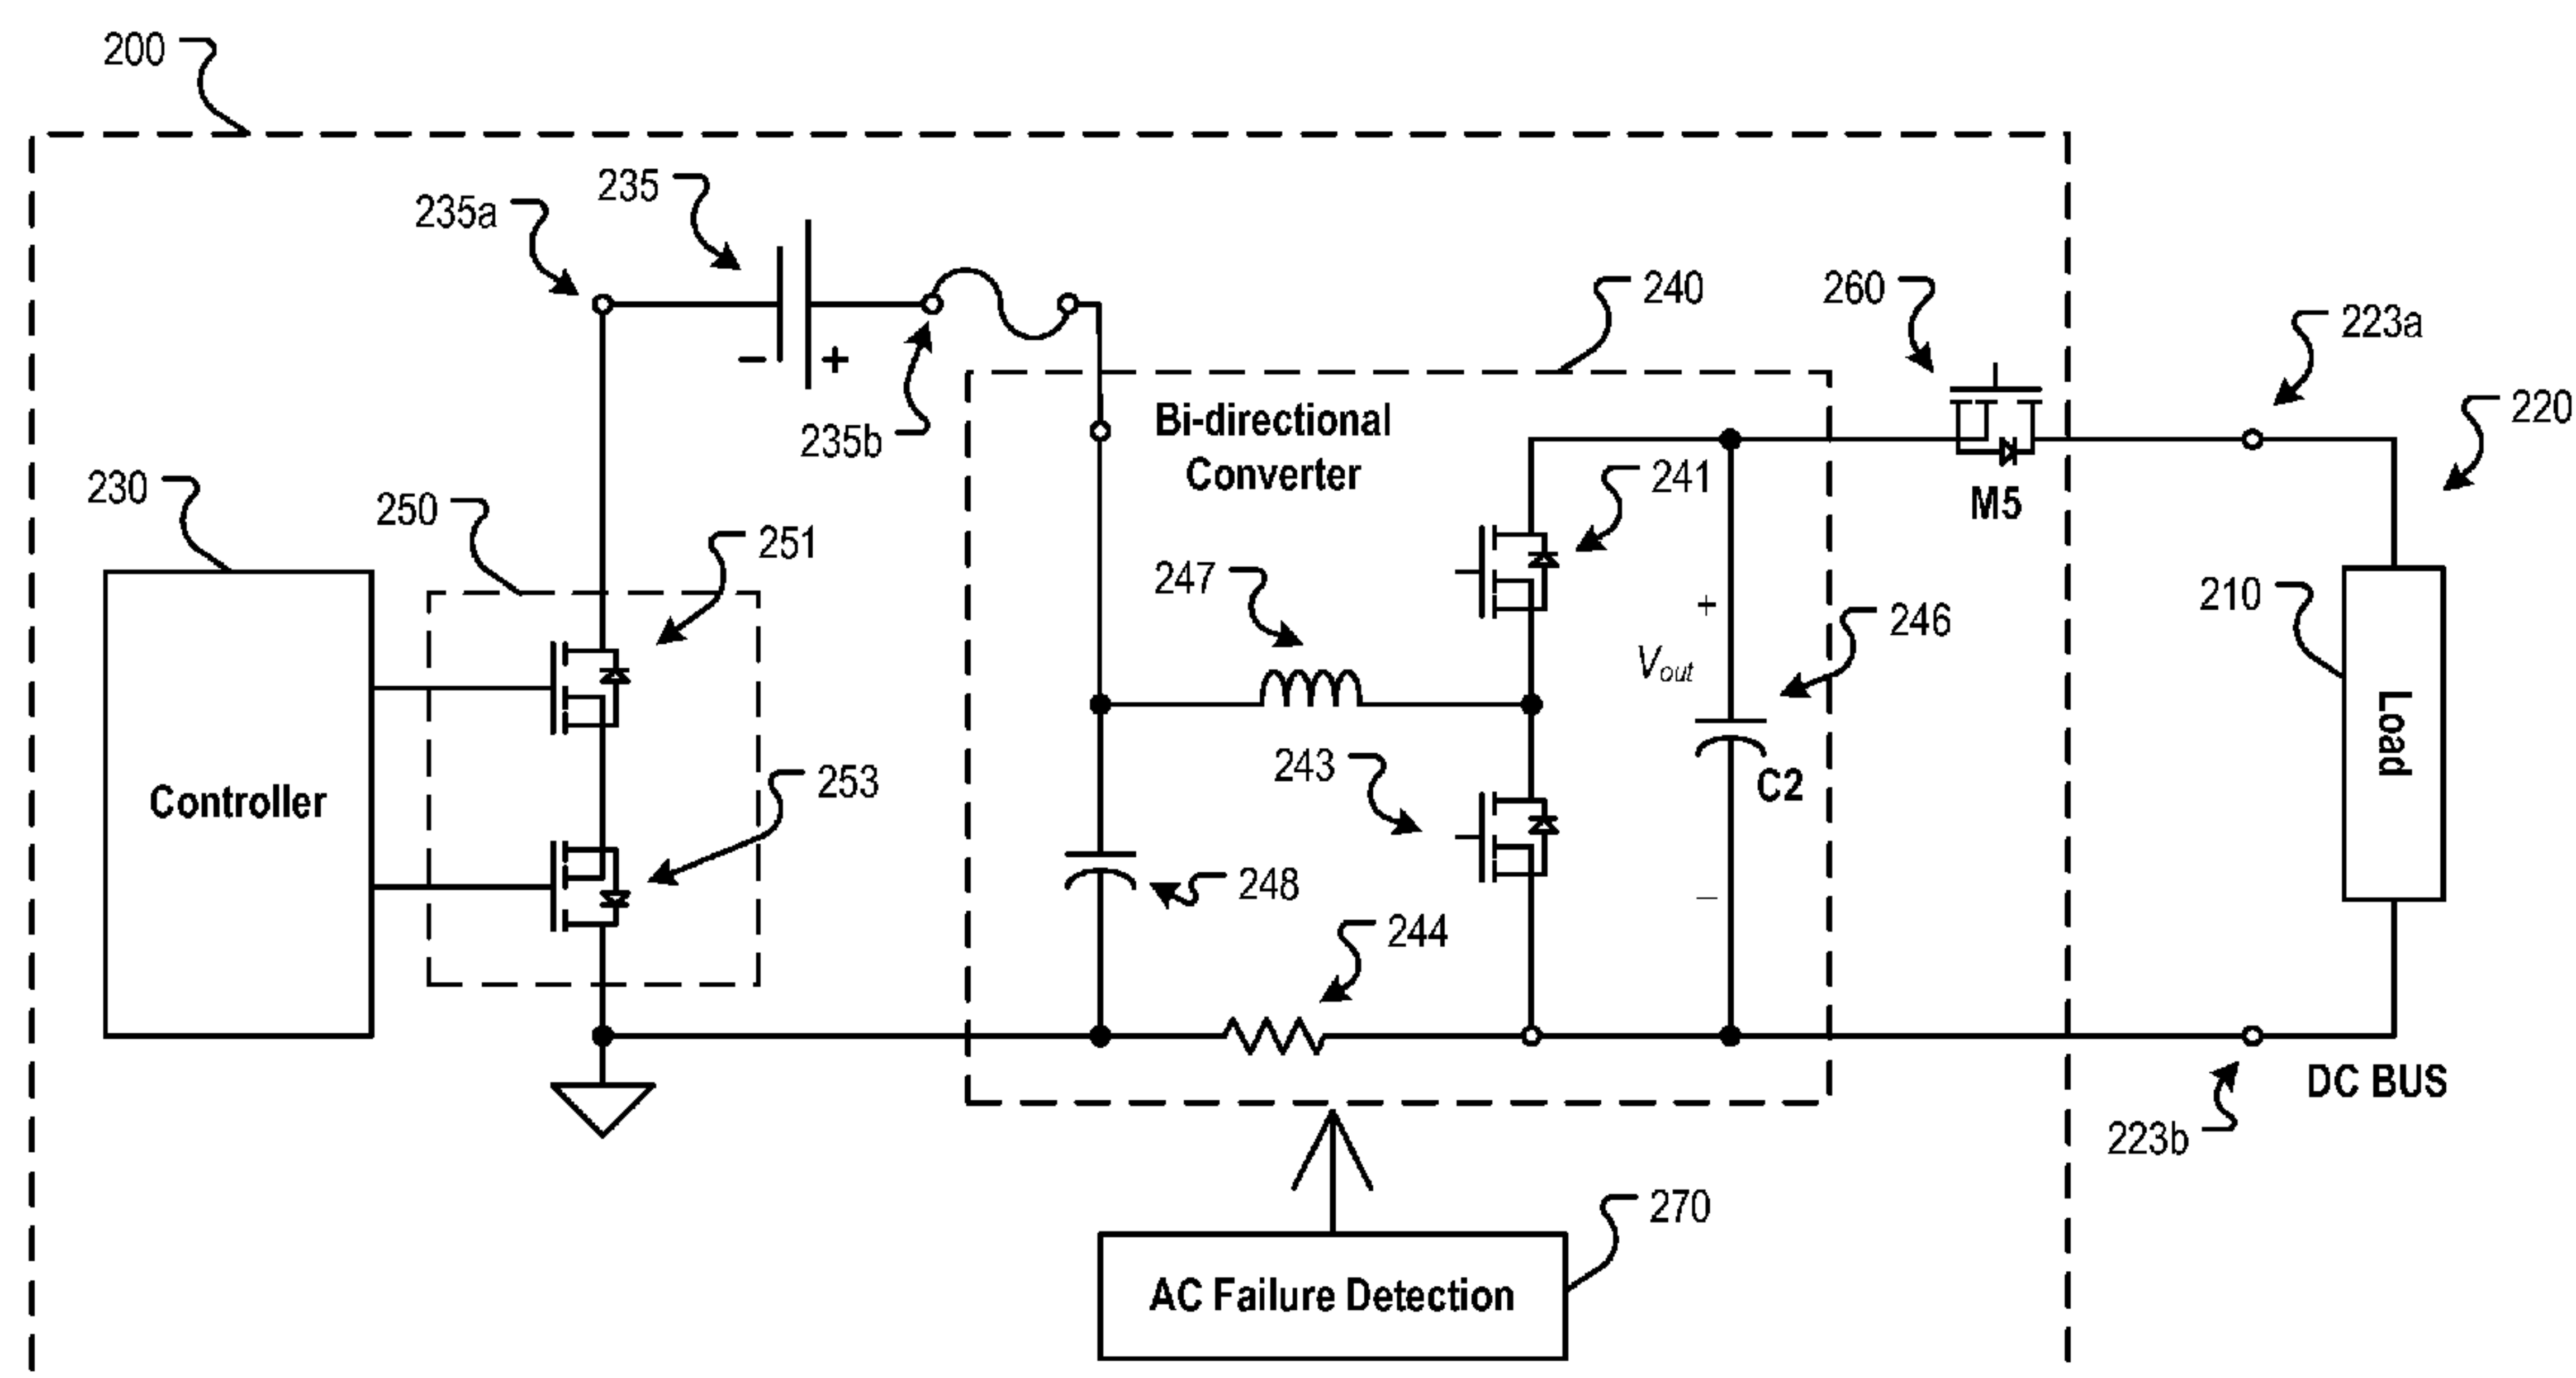 200
235
235a
240
260
223a
220
235b
Bi-directional
Converter
241
M5
230
250
251
247
210
246
+
Vout
−
Load
243
253
Controller
C2
248
244
− +
DC BUS
223b
270
AC Failure Detection